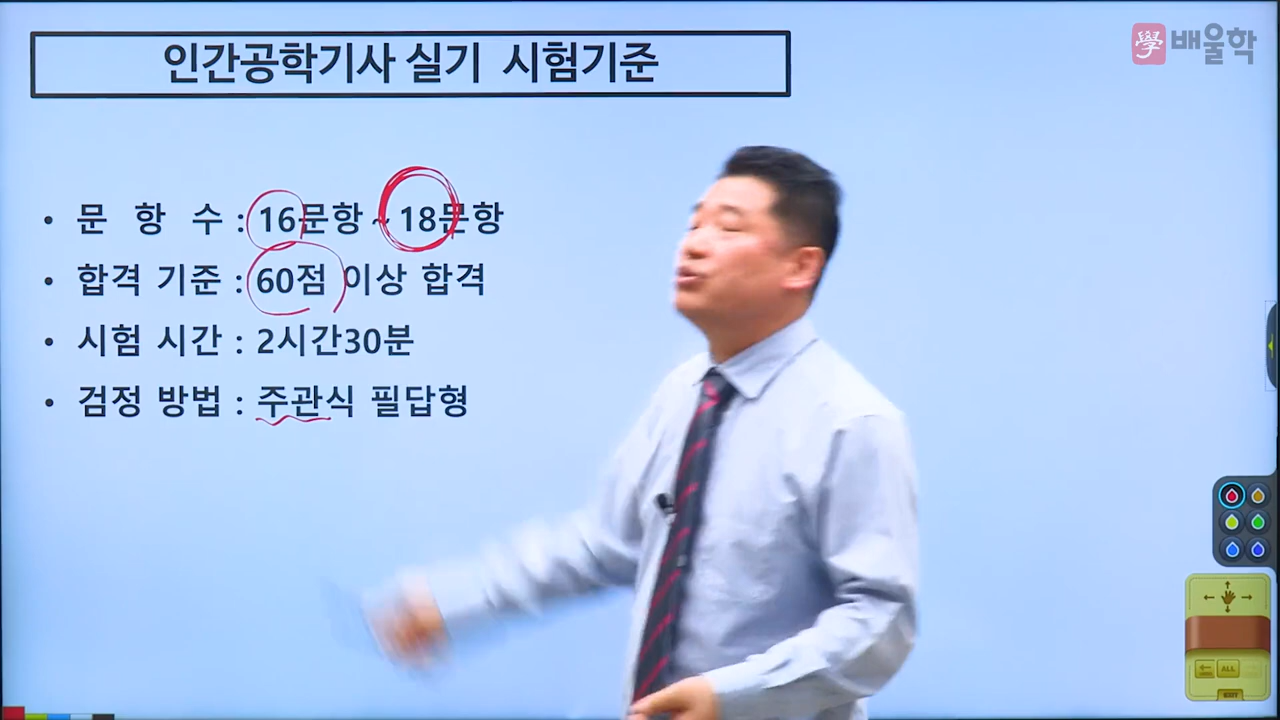 인간공학기사 실기 시험기준
學 배울학
• 문 항 수 : 16문항 ~ 18문항
• 합격 기준 : 60점 이상 합격
• 시험 시간 : 2시간30분
• 검정 방법 : 주관식 필답형
ALL